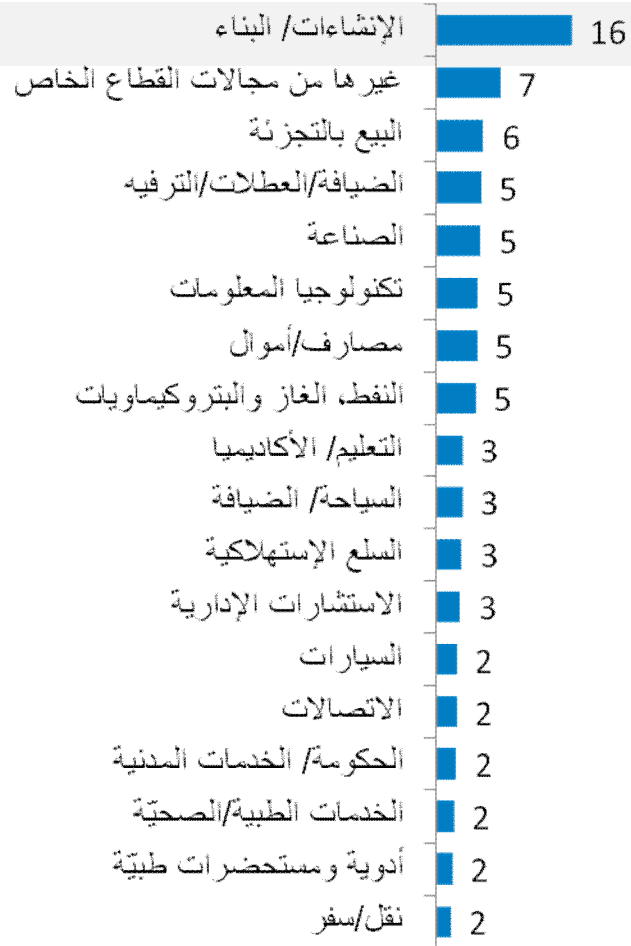 الإنشاءات/ البناء 16
غيرها من مجالات القطاع الخاص 7
البيع بالتجزئة 6
الضيافة/العطلات/الترفيه 5
الصناعة 5
تكنولوجيا المعلومات 5
مصارف/أموال 5
النفط، الغاز والبتروكيماويات 5
التعليم/ الأكاديميا 3
السياحة/ الضيافة 3
السلع الإستهلاكية 3
الاستشارات الإدارية 3
السيارات 2
الاتصالات 2
الحكومة/ الخدمات المدنية 2
الخدمات الطبية/الصحيّة 2
أدوية ومستحضرات طبيّة 2
نقل/سفر 2